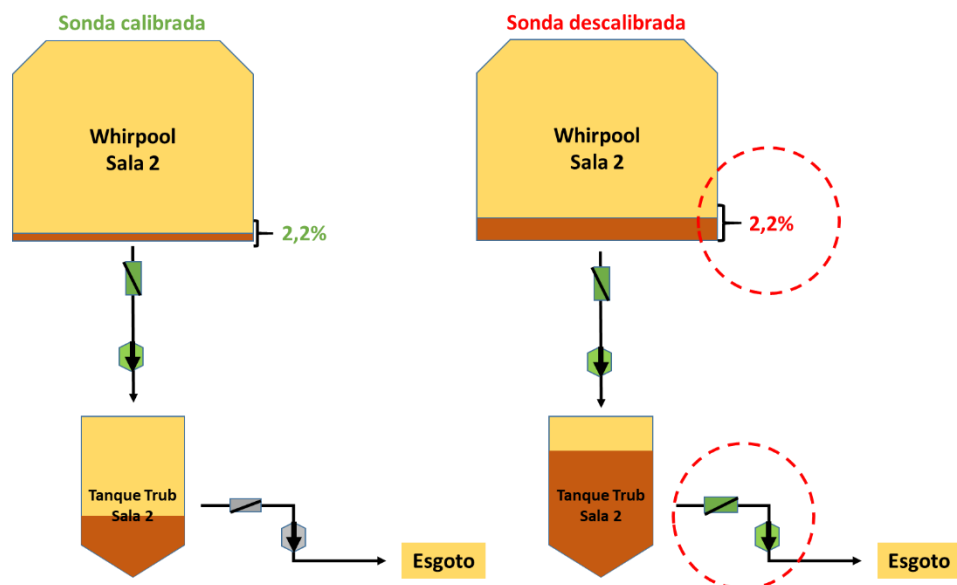 Sonda calibrada
Whirpool
Sala 2
2,2%
Tanque Trub
Sala 2
Esgoto
Sonda descalibrada
Whirpool
Sala 2
2,2%
Tanque Trub
Sala 2
Esgoto